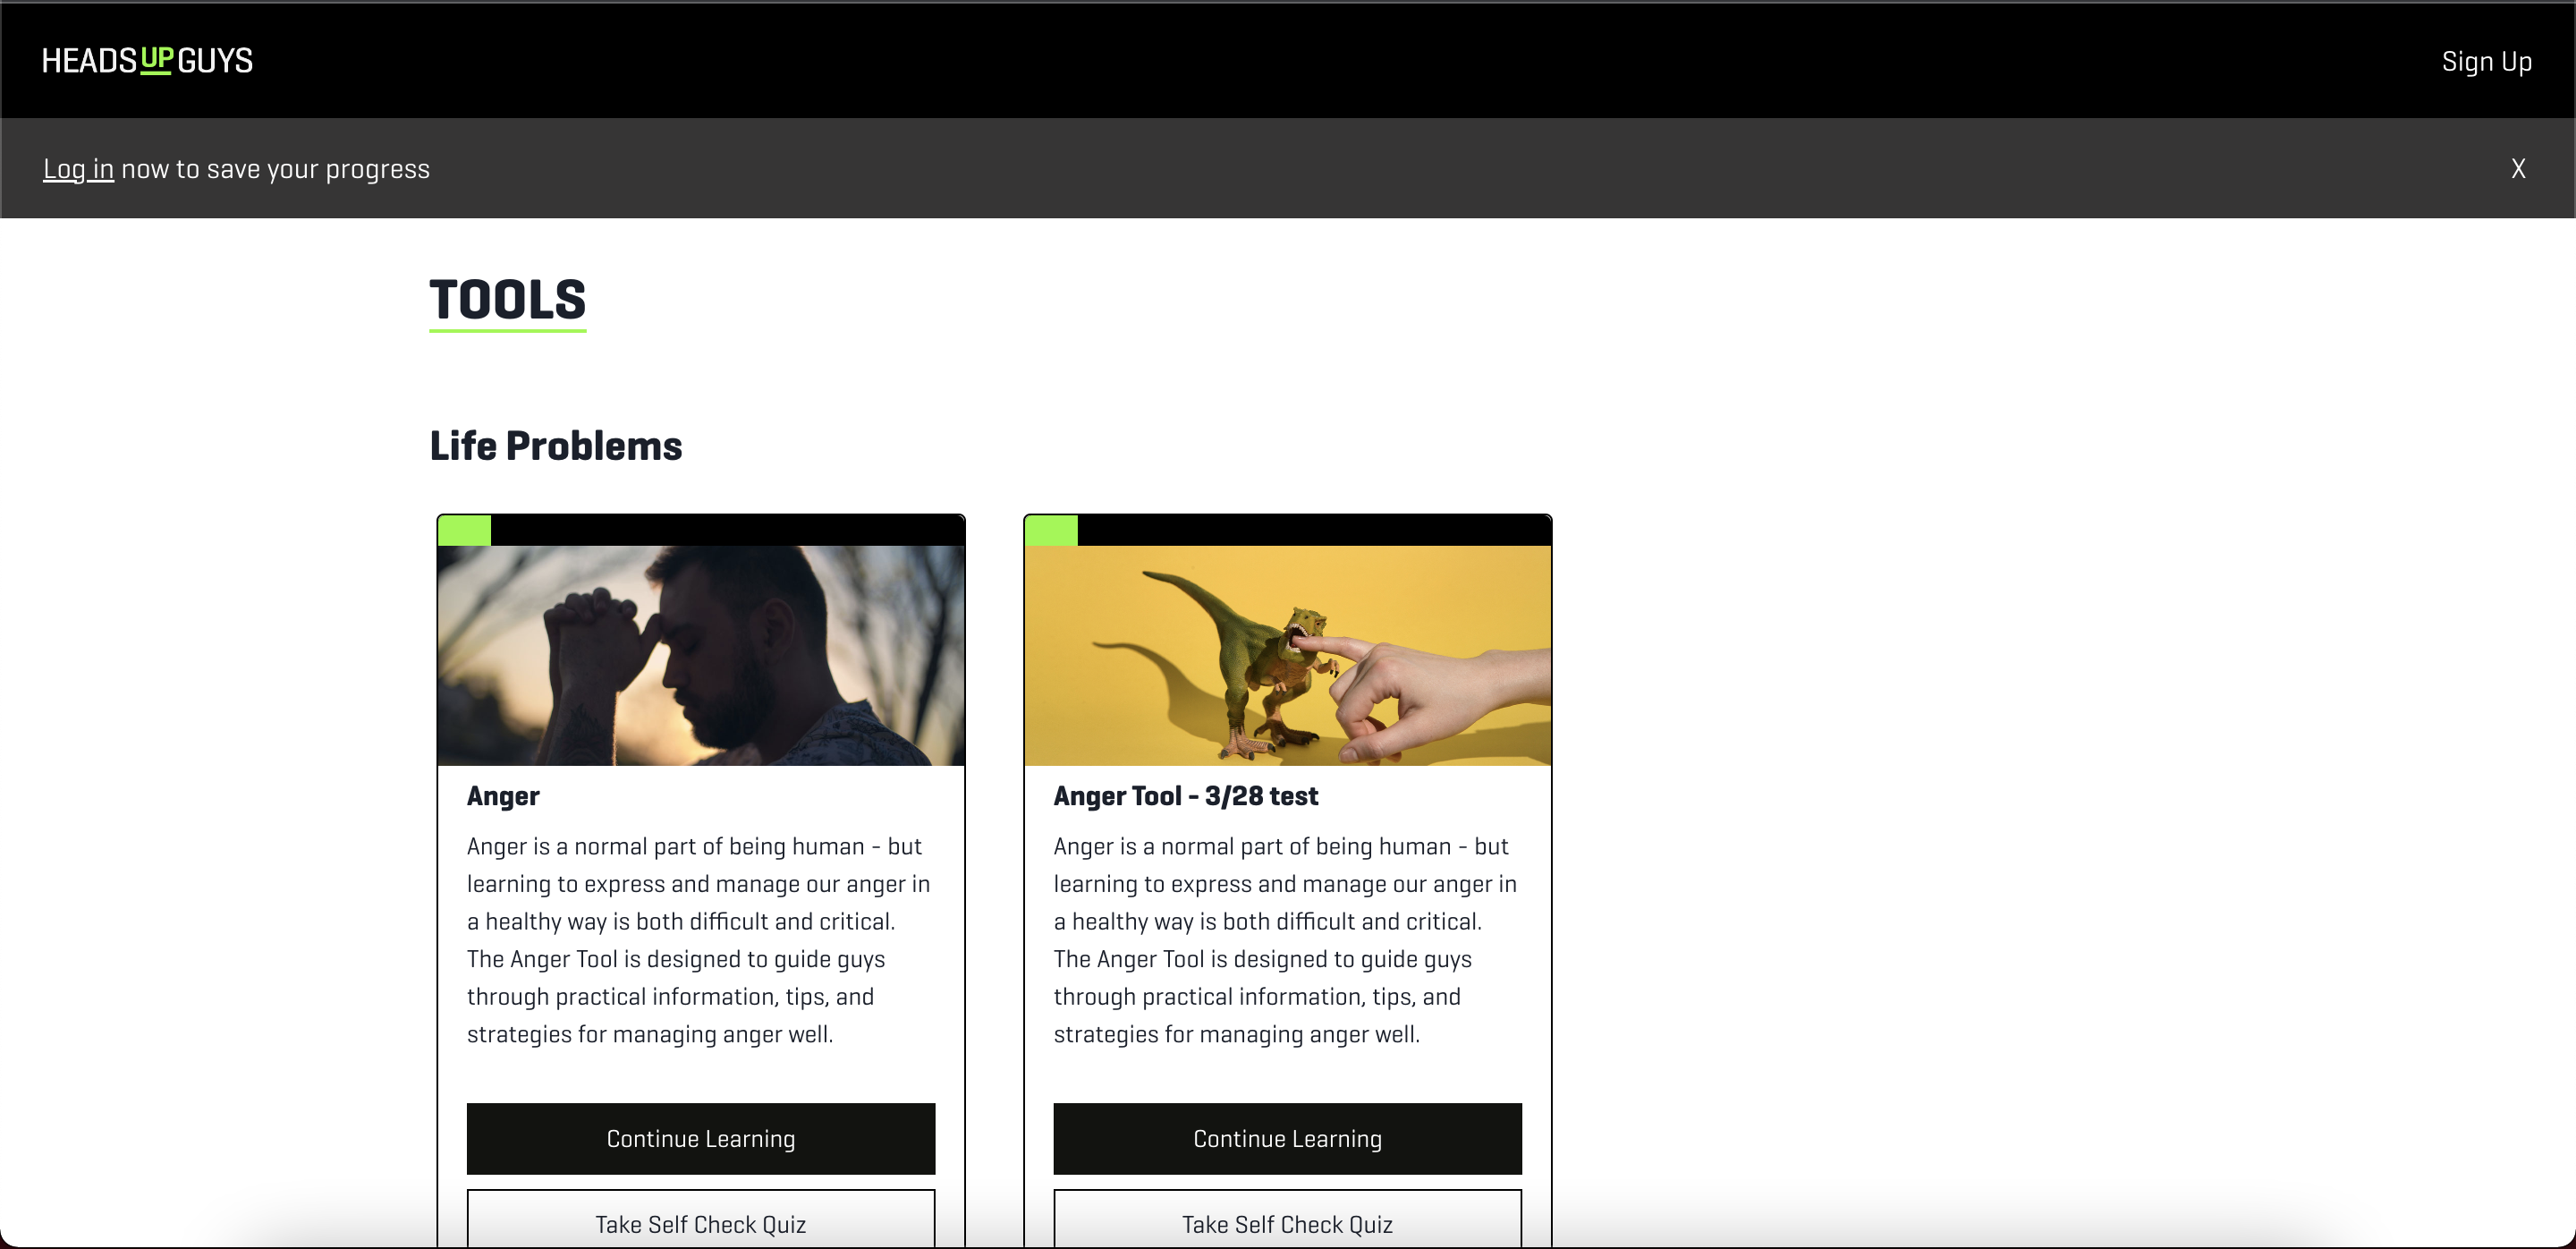 HEADSUPGUYS
Sign Up
Log in now to save your progress
X
TOOLS
Life Problems
Anger
Anger is a normal part of being human - but
learning to express and manage our anger in
a healthy way is both difficult and critical.
The Anger Tool is designed to guide guys
through practical information, tips, and
strategies for managing anger well.
Continue Learning
Take Self Check Quiz
Anger Tool - 3/28 test
Anger is a normal part of being human - but
learning to express and manage our anger in
a healthy way is both difficult and critical.
The Anger Tool is designed to guide guys
through practical information, tips, and
strategies for managing anger well.
Continue Learning
Take Self Check Quiz